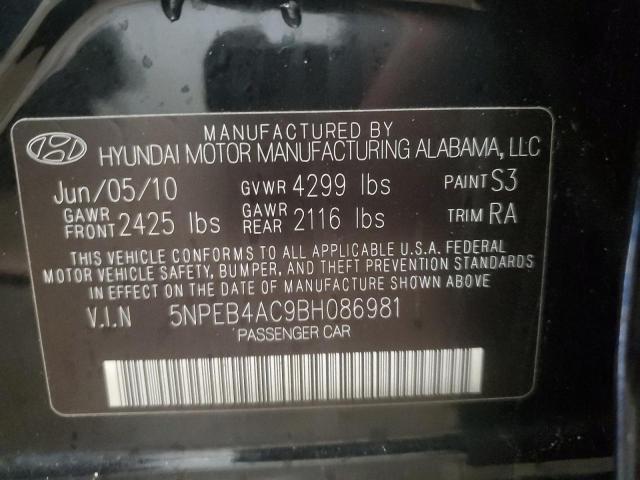 MANUFACTURED BY
HYUNDAI MOTOR MANUFACTURING ALABAMA, LLC
Jun/05/10 GVWR 4299 lbs PAINT S3
GAWR FRONT 2425 lbs GAWR REAR 2116 lbs TRIM RA
THIS VEHICLE CONFORMS TO ALL APPLICABLE U.S.A. FEDERAL
MOTOR VEHICLE SAFETY, BUMPER, AND THEFT PREVENTION STANDARDS
IN EFFECT ON THE DATE OF MANUFACTURE SHOWN ABOVE
V.I.N 5NPEB4AC9BH086981
PASSENGER CAR